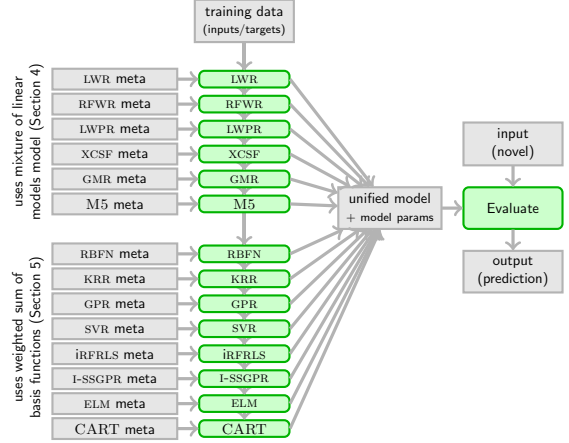 training data
(inputs/targets)
uses mixture of linear
models model (Section 4)
LWR meta
LWR
RFWR meta
RFWR
LWPR meta
LWPR
XCSF meta
XCSF
GMR meta
GMR
M5 meta
M5
unified model
+ model params
input
(novel)
Evaluate
output
(prediction)
uses weighted sum of
basis functions (Section 5)
RBFN meta
RBFN
KRR meta
KRR
GPR meta
GPR
SVR meta
SVR
iRFRLS meta
iRFRLS
I-SSGPR meta
I-SSGPR
ELM meta
ELM
CART meta
CART